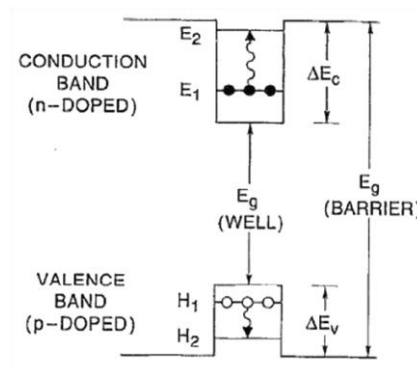 E2
CONDUCTION
BAND
(n-DOPED)
E1
ΔEc
Eg
(WELL)
Eg
(BARRIER)
VALENCE
BAND
(p-DOPED)
H1
H2
ΔEv